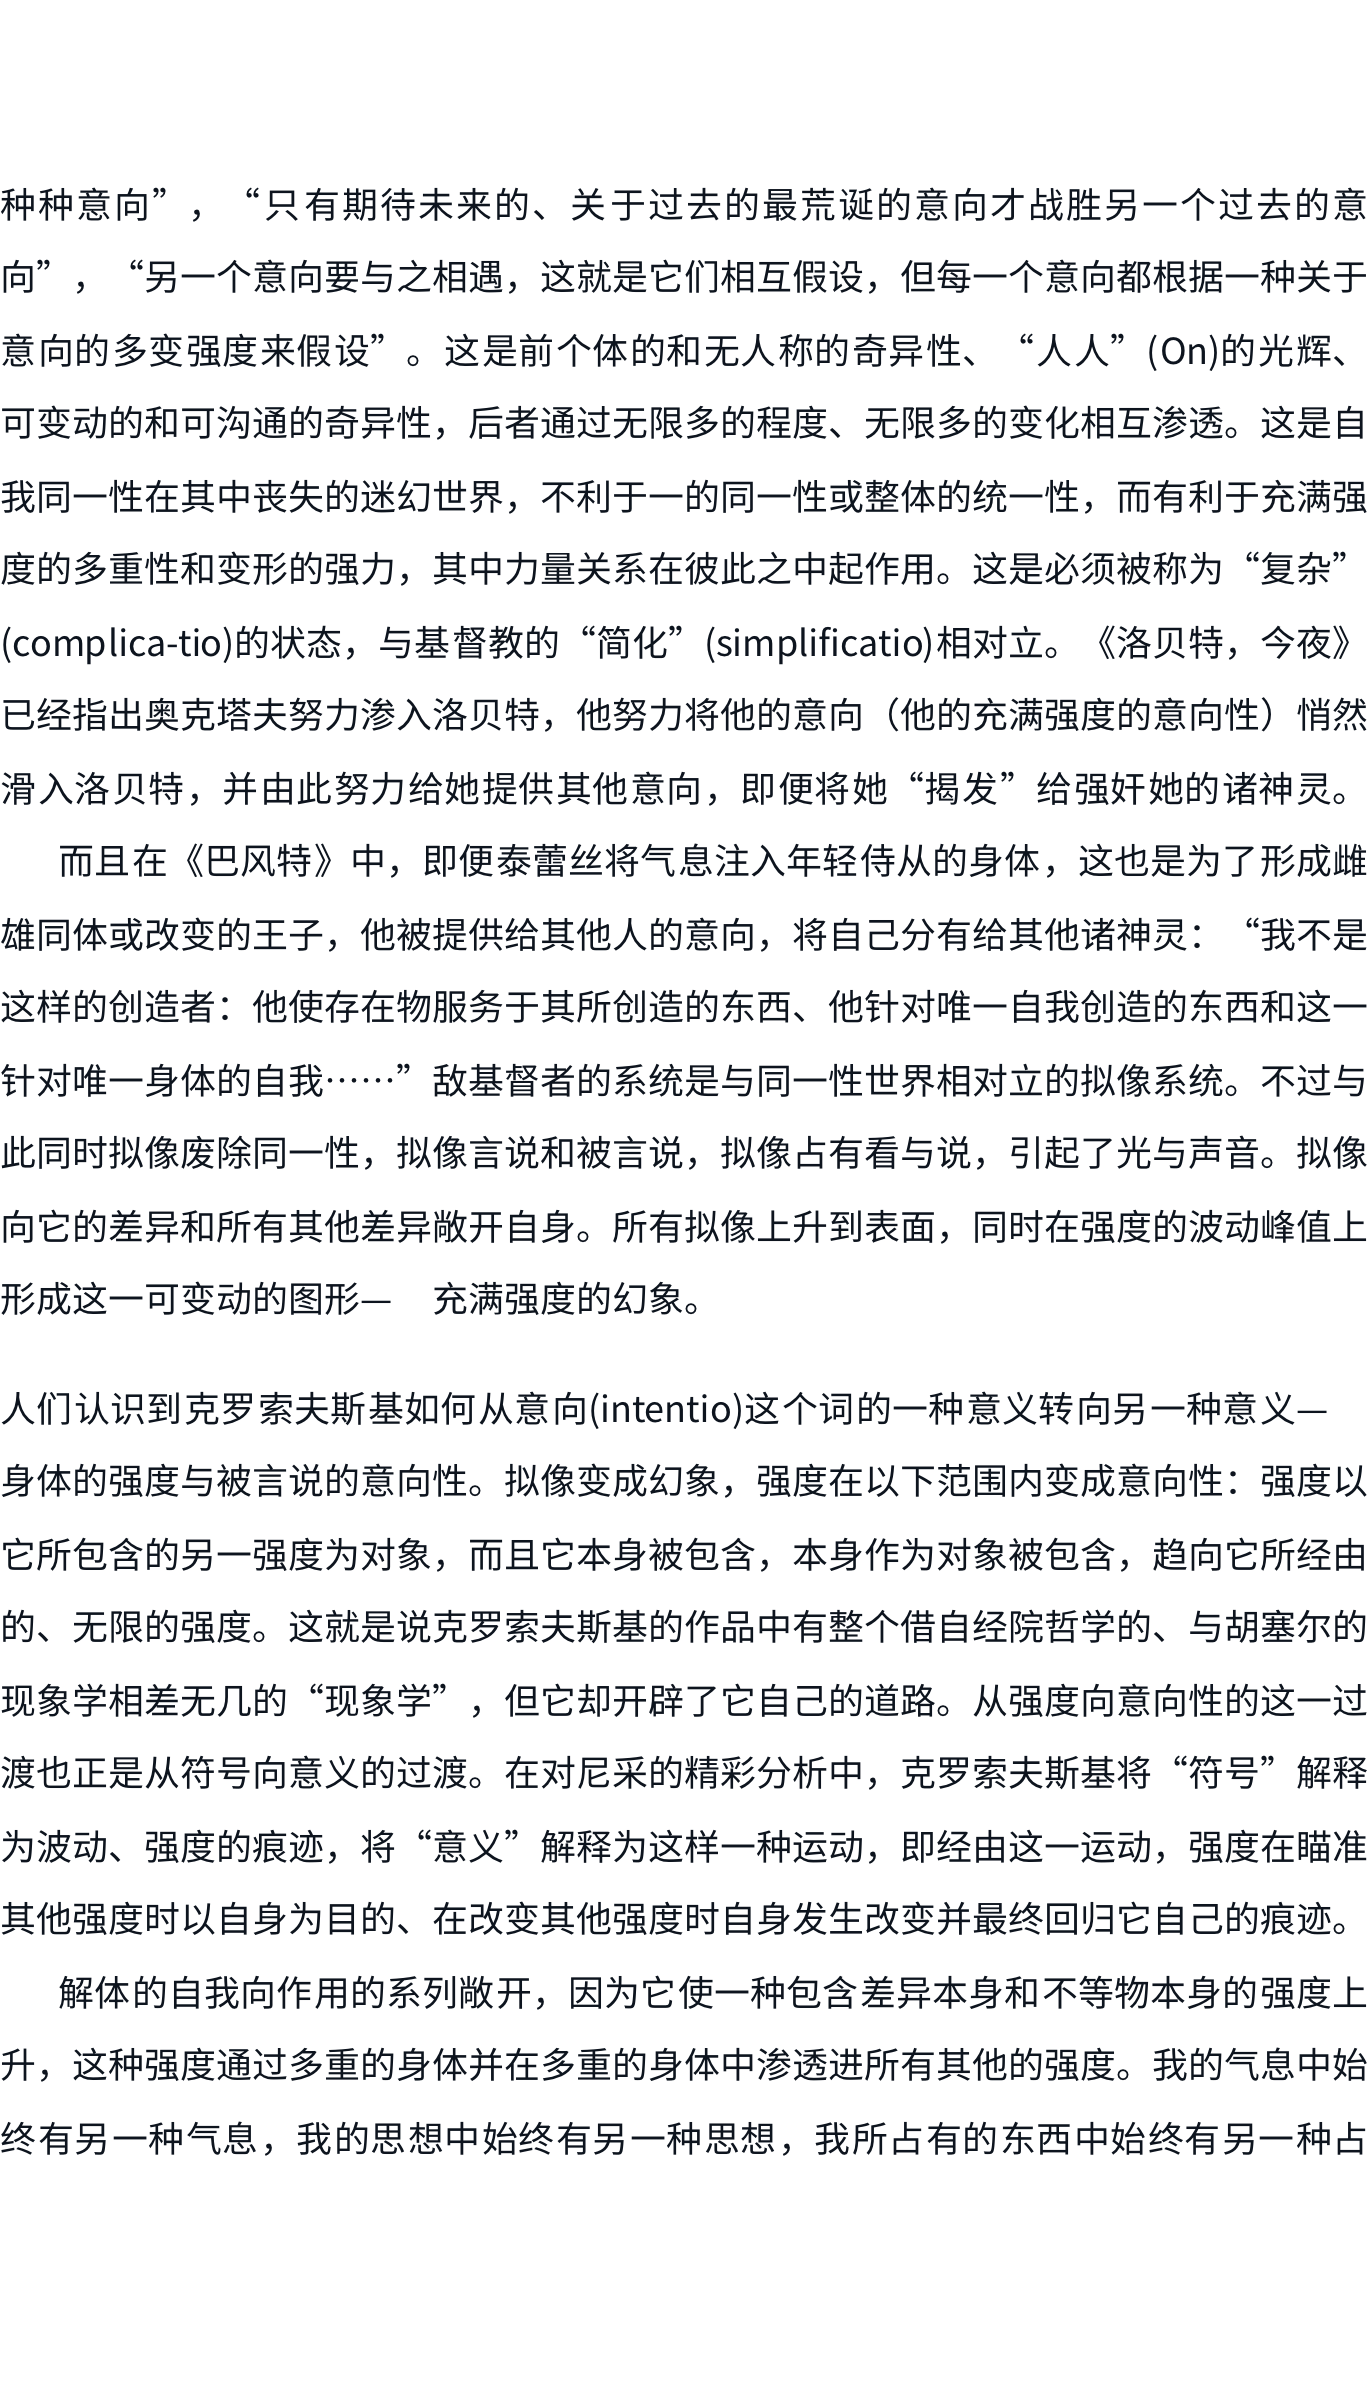 种种意向”，“只有期待未来的、关于过去的最荒诞的意向才战胜另一个过去的意
向”，“另一个意向要与之相遇，这就是它们相互假设，但每一个意向都根据一种关于
意向的多变强度来假设”。这是前个体的和无人称的奇异性、“人人”(On)的光辉、
可变动的和可沟通的奇异性，后者通过无限多的程度、无限多的变化相互渗透。这是自
我同一性在其中丧失的迷幻世界，不利于一的同一性或整体的统一性，而有利于充满强
度的多重性和变形的强力，其中力量关系在彼此之中起作用。这是必须被称为“复杂”
(complica-tio)的状态，与基督教的“简化”(simplificatio)相对立。《洛贝特，今夜》
已经指出奥克塔夫努力渗入洛贝特，他努力将他的意向（他的充满强度的意向性）悄然
滑入洛贝特，并由此努力给她提供其他意向，即便将她“揭发”给强奸她的诸神灵。
而且在《巴风特》中，即便泰蕾丝将气息注入年轻侍从的身体，这也是为了形成雌
雄同体或改变的王子，他被提供给其他人的意向，将自己分有给其他诸神灵：“我不是
这样的创造者：他使存在物服务于其所创造的东西、他针对唯一自我创造的东西和这一
针对唯一身体的自我……”敌基督者的系统是与同一性世界相对立的拟像系统。不过与
此同时拟像废除同一性，拟像言说和被言说，拟像占有看与说，引起了光与声音。拟像
向它的差异和所有其他差异敞开自身。所有拟像上升到表面，同时在强度的波动峰值上
形成这一可变动的图形— 充满强度的幻象。
人们认识到克罗索夫斯基如何从意向(intentio)这个词的一种意义转向另一种意义—
身体的强度与被言说的意向性。拟像变成幻象，强度在以下范围内变成意向性：强度以
它所包含的另一强度为对象，而且它本身被包含，本身作为对象被包含，趋向它所经由
的、无限的强度。这就是说克罗索夫斯基的作品中有整个借自经院哲学的、与胡塞尔的
现象学相差无几的“现象学”，但它却开辟了它自己的道路。从强度向意向性的这一过
渡也正是从符号向意义的过渡。在对尼采的精彩分析中，克罗索夫斯基将“符号”解释
为波动、强度的痕迹，将“意义”解释为这样一种运动，即经由这一运动，强度在瞄准
其他强度时以自身为目的、在改变其他强度时自身发生改变并最终回归它自己的痕迹。
解体的自我向作用的系列敞开，因为它使一种包含差异本身和不等物本身的强度上
升，这种强度通过多重的身体并在多重的身体中渗透进所有其他的强度。我的气息中始
终有另一种气息，我的思想中始终有另一种思想，我所占有的东西中始终有另一种占